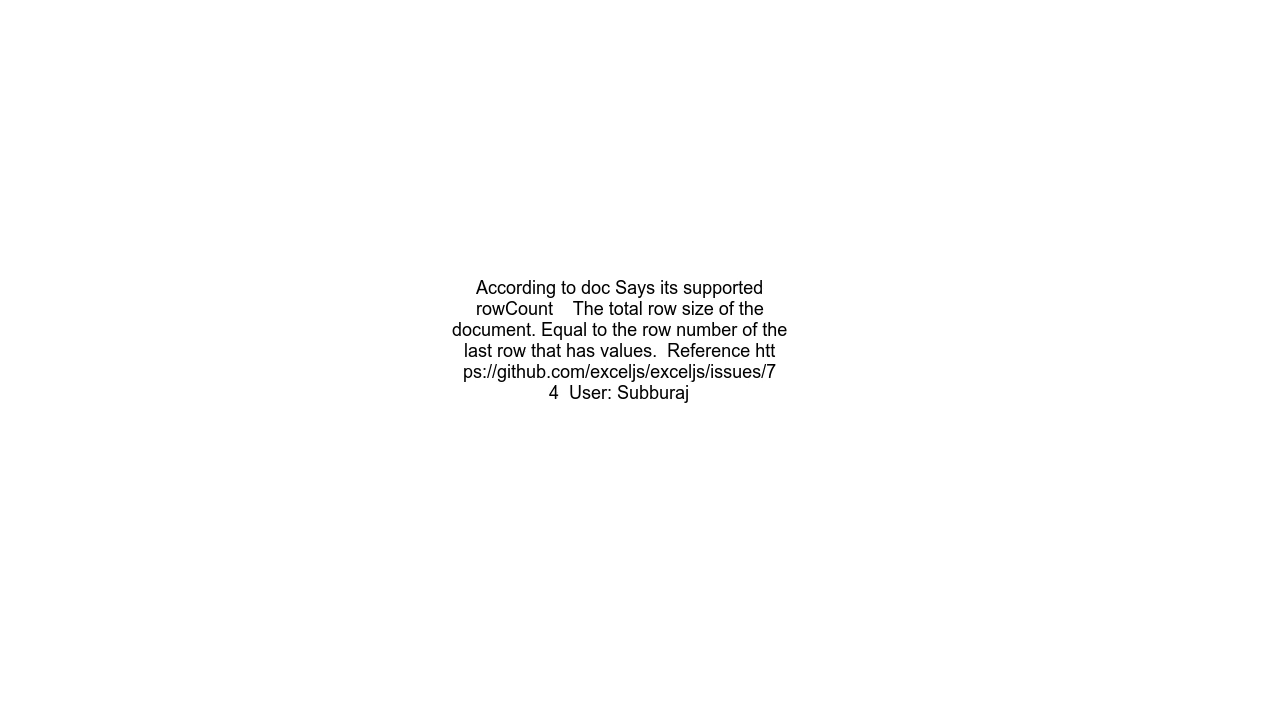 According to doc Says its supported
rowCount    The total row size of the
document. Equal to the row number of the
last row that has values.  Reference htt
ps://github.com/exceljs/exceljs/issues/7
4  User: Subburaj